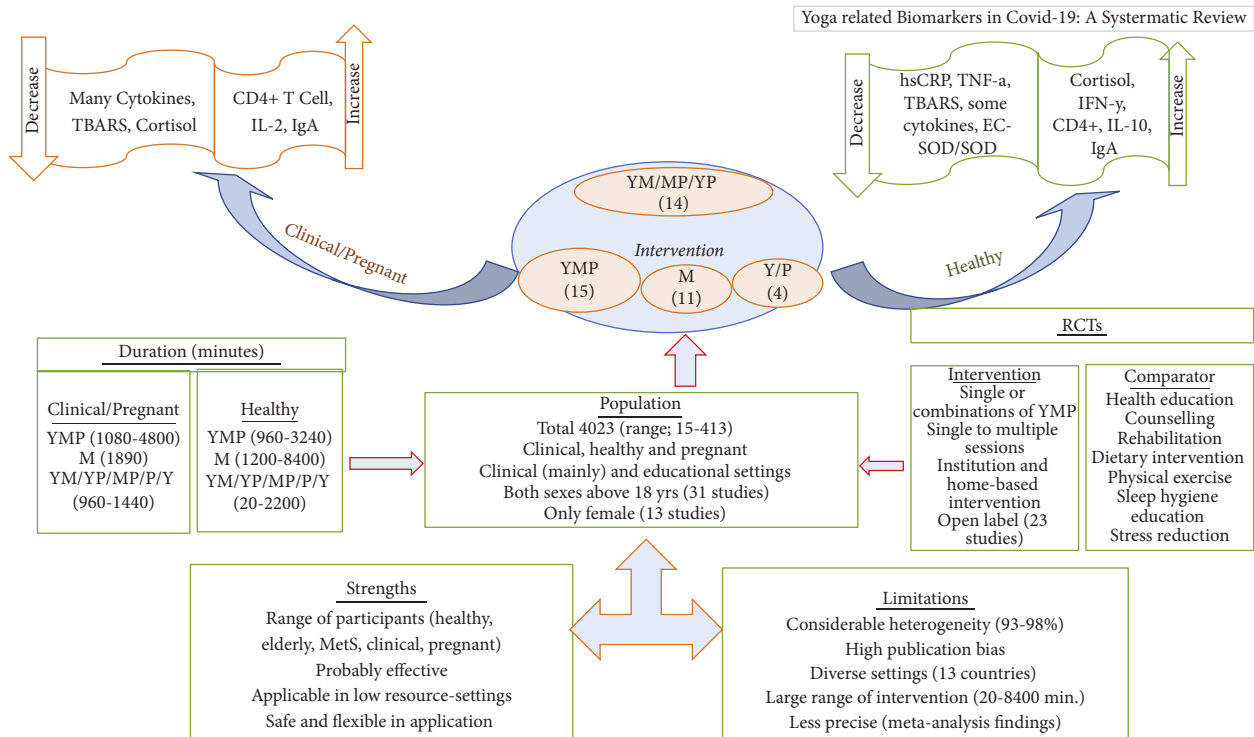 Yoga related Biomarkers in Covid-19: A Systematic Review
Decrease
Many Cytokines,
TBARS, Cortisol
CD4+ T Cell,
IL-2, IgA
Increase
Decrease
hsCRP, TNF-a,
TBARS, some
cytokines, EC-
SOD/SOD
Cortisol,
IFN-y,
CD4+, IL-10,
IgA
Increase
Clinical/Pregnant
YM/MP/YP
(14)
Intervention
YMP
(15)
M
(11)
Y/P
(4)
Healthy
Duration (minutes)
Clinical/Pregnant
YMP (1080-4800)
M (1890)
YM/YP/MP/P/Y
(960-1440)
Healthy
YMP (960-3240)
M (1200-8400)
YM/YP/MP/P/Y
(20-2200)
Population
Total 4023 (range; 15-413)
Clinical, healthy and pregnant
Clinical (mainly) and educational settings
Both sexes above 18 yrs (31 studies)
Only female (13 studies)
RCTs
Intervention
Single or
combinations of YMP
Single to multiple
sessions
Institution and
home-based
intervention
Open label (23
studies)
Comparator
Health education
Counselling
Rehabilitation
Dietary intervention
Physical exercise
Sleep hygiene
education
Stress reduction
Strengths
Range of participants (healthy,
elderly, MetS, clinical, pregnant)
Probably effective
Applicable in low resource-settings
Safe and flexible in application
Limitations
Considerable heterogeneity (93-98%)
High publication bias
Diverse settings (13 countries)
Large range of intervention (20-8400 min.)
Less precise (meta-analysis findings)